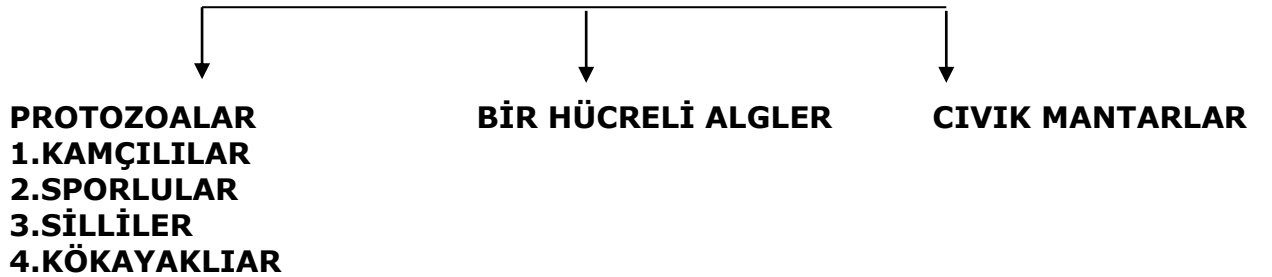 PROTOZOALAR BİR HÜCRELİ ALGLER CIVIK MANTARLAR
1.KAMÇILILAR
2.SPORLULAR
3.SİLLİLER
4.KÖKAYAKLIAR